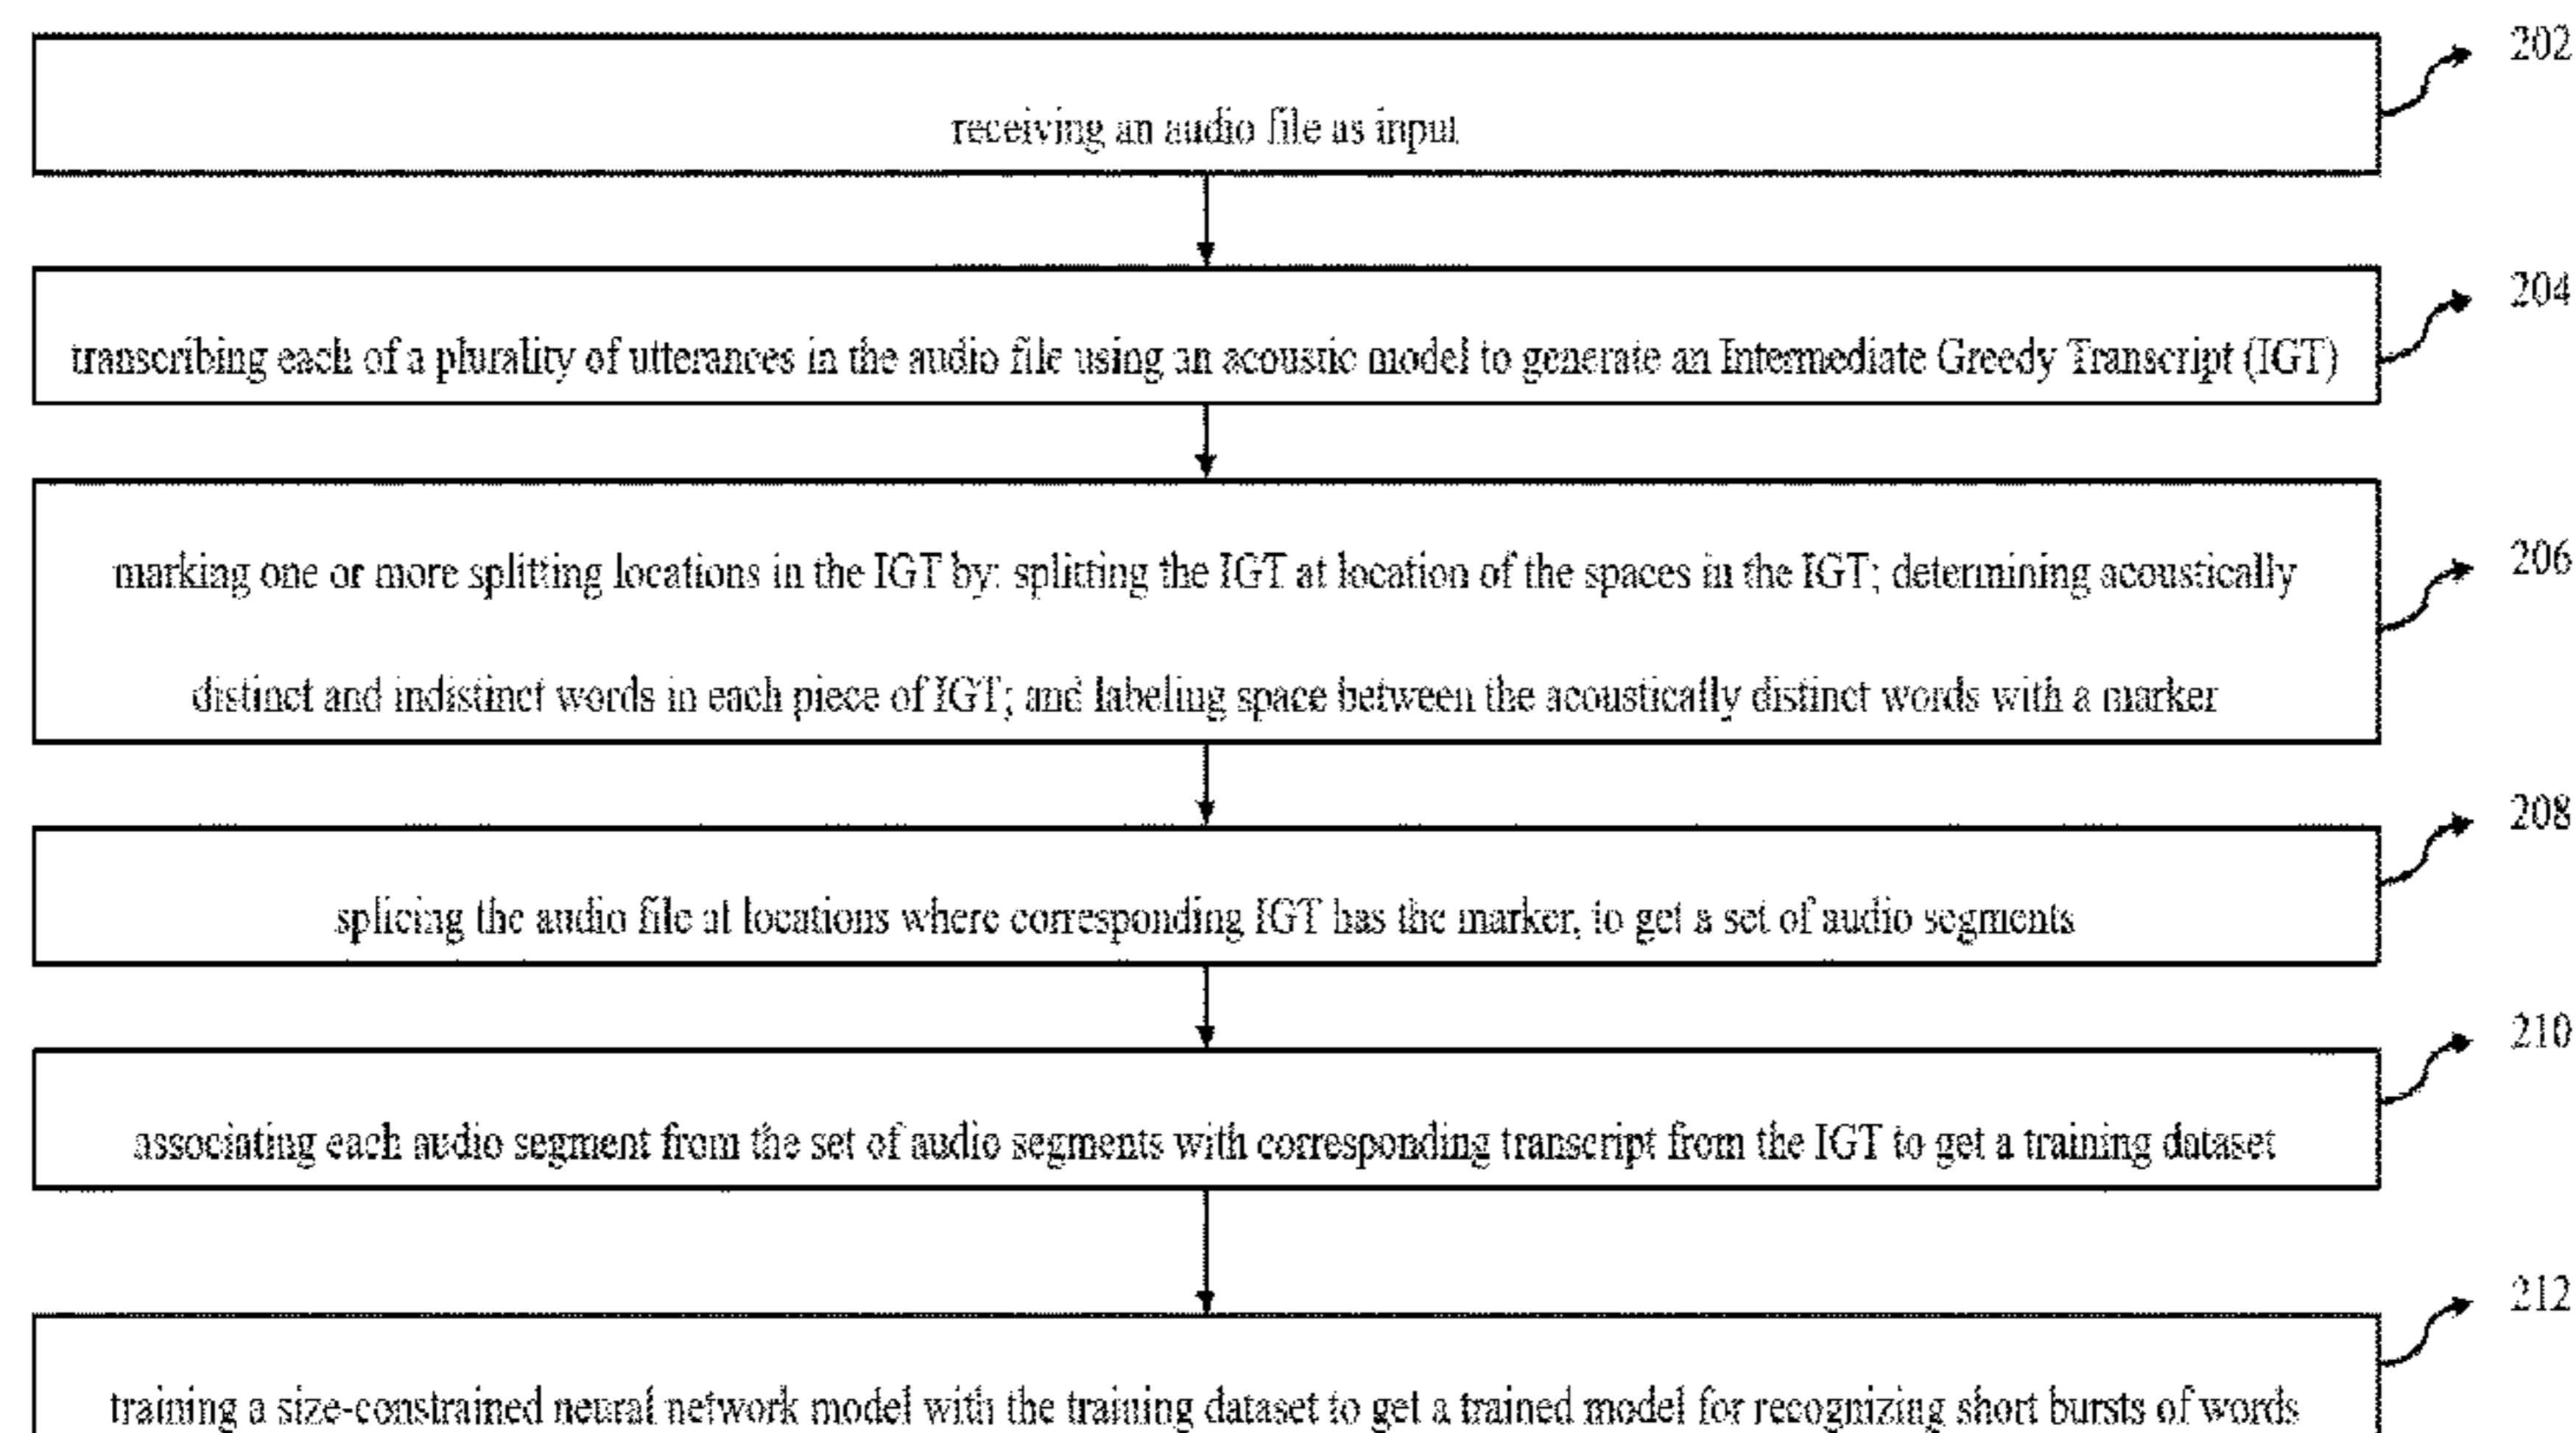 202
receiving an audio file as input
204
transcribing each of a plurality of utterances in the audio file using an acoustic model to generate an Intermediate Greedy Transcript (IGT)
206
marking one or more splitting locations in the IGT by: splitting the IGT at location of the spaces in the IGT; determining acoustically
distinct and indistinct words in each piece of IGT; and labeling space between the acoustically distinct words with a marker
208
splicing the audio file at locations where corresponding IGT has the marker, to get a set of audio segments
210
associating each audio segment from the set of audio segments with corresponding transcript from the IGT to get a training dataset
212
training a size-constrained neural network model with the training dataset to get a trained model for recognizing short bursts of words